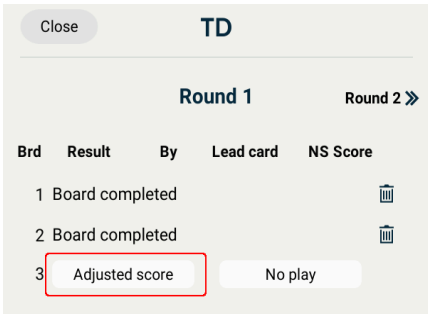 Close
TD
Round 1
Round 2
Brd Result By Lead card NS Score
1 Board completed
2 Board completed
3 Adjusted score No play